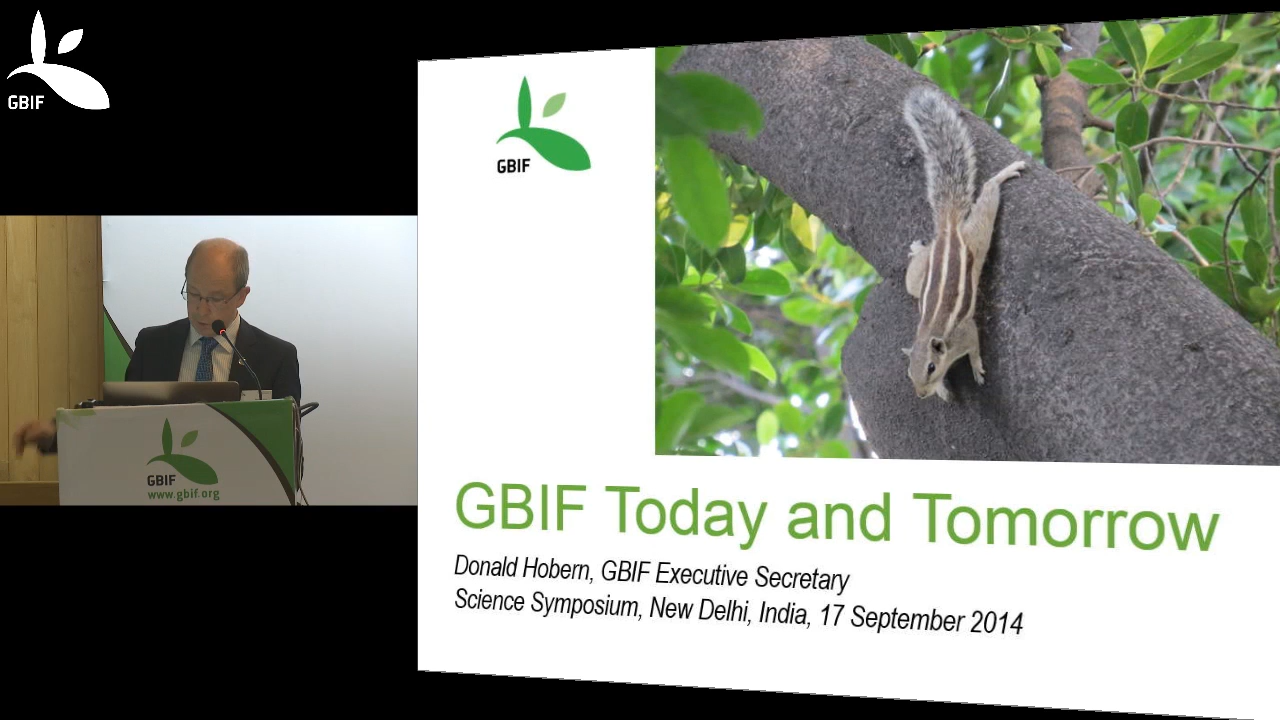 GBIF
GBIF
GBIF Today and Tomorrow
Donald Hobern, GBIF Executive Secretary
Science Symposium, New Delhi, India, 17 September 2014
GBIF
www.gbif.org